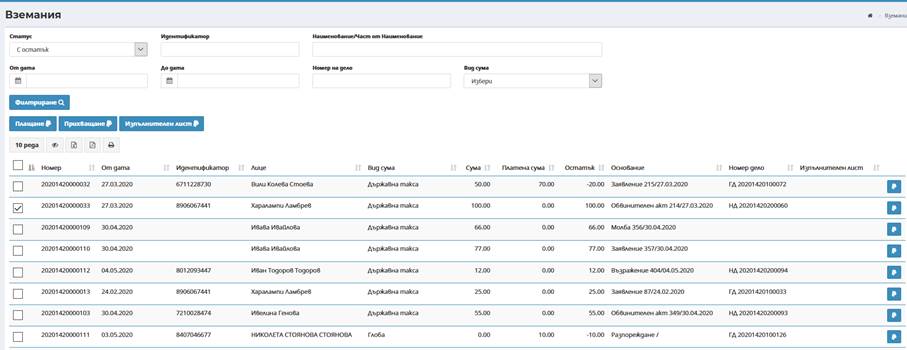 Вземания
Вземани
Статус Идентификатор Наименование/Част от Наименование
С остатък
От дата До дата Номер на дело Вид сума
Избери
Филтриране
Плащане Прихващане Изпълнителен лист
10 реда
Номер От дата Идентификатор Лице Вид сума Сума Платена сума Остатък Основание Номер дело Изпълнителен лист
20201420000032 27.03.2020 6711228730 Вили Колева Стоева Държавна такса 50.00 70.00 -20.00 Заявление 215/27.03.2020 ГД 20201420100072
20201420000033 27.03.2020 8906067441 Харалампи Ламбрев Държавна такса 100.00 0.00 100.00 Обвинителен акт 214/27.03.2020 НД 20201420200060
20201420000109 30.04.2020 Ивава Ивайлова Държавна такса 66.00 0.00 66.00 Молба 356/30.04.2020
20201420000110 30.04.2020 Ивава Ивайлова Държавна такса 77.00 0.00 77.00 Заявление 357/30.04.2020
20201420000112 04.05.2020 8012093447 Иван Тодоров Тодоров Държавна такса 12.00 0.00 12.00 Възражение 404/04.05.2020 НД 20201420200094
20201420000013 24.02.2020 8906067441 Харалампи Ламбрев Държавна такса 25.00 0.00 25.00 Заявление 87/24.02.2020 ГД 20201420100033
20201420000103 30.04.2020 7210028474 Ивелина Генова Държавна такса 55.00 0.00 55.00 Обвинителен акт 349/30.04.2020 НД 20201420200093
20201420000111 03.05.2020 8407046677 НИКОЛЕТА СТОЯНОВА СТОЯНОВА Глоба 0.00 10.00 -10.00 Разпореждане / ГД 20201420100126